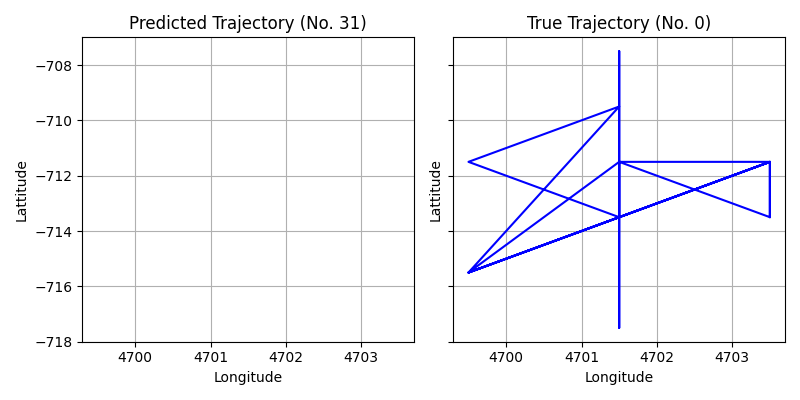 Predicted Trajectory (No. 31)
True Trajectory (No. 0)
−708
−710
−712
−714
−716
−718
Lattitude
Lattitude
4700 4701 4702 4703
4700 4701 4702 4703
Longitude
Longitude